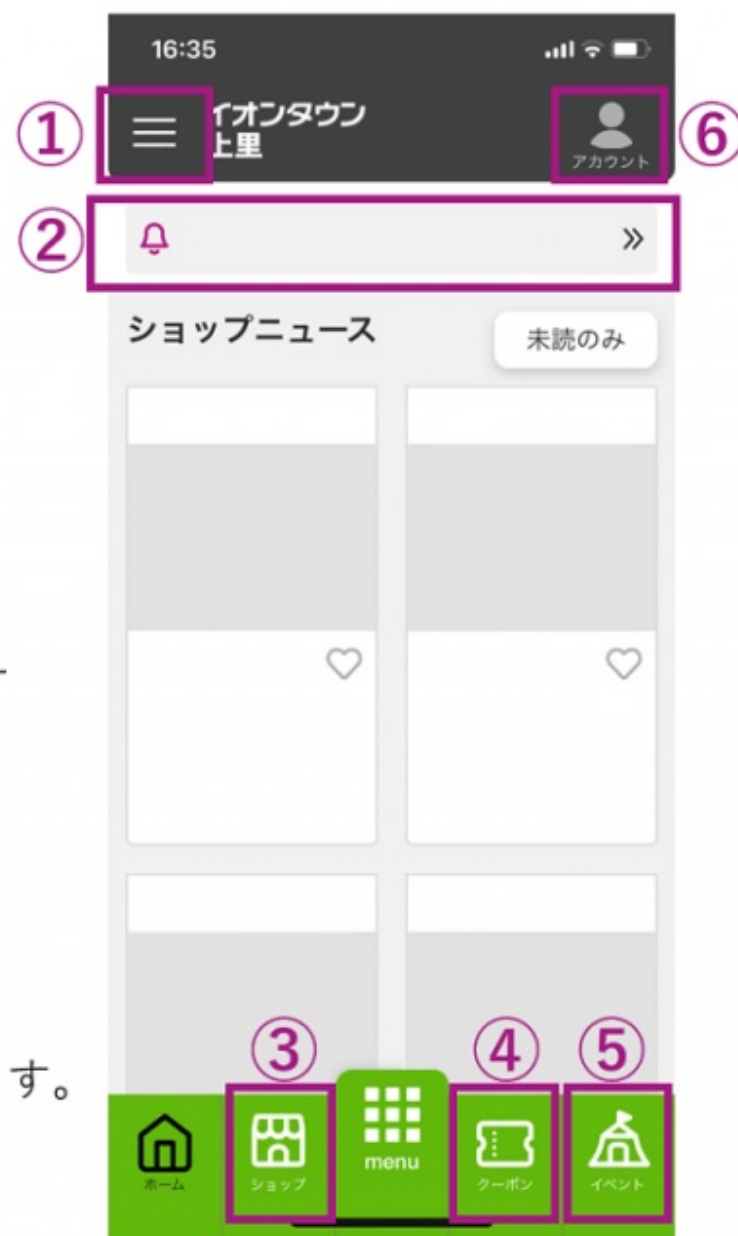 16:35
①
イオンタウン
上里
アカウント
⑥
②
ショップニュース
未読のみ
③
④
⑤
す。
ホーム
ショップ
menu
クーポン
イベント